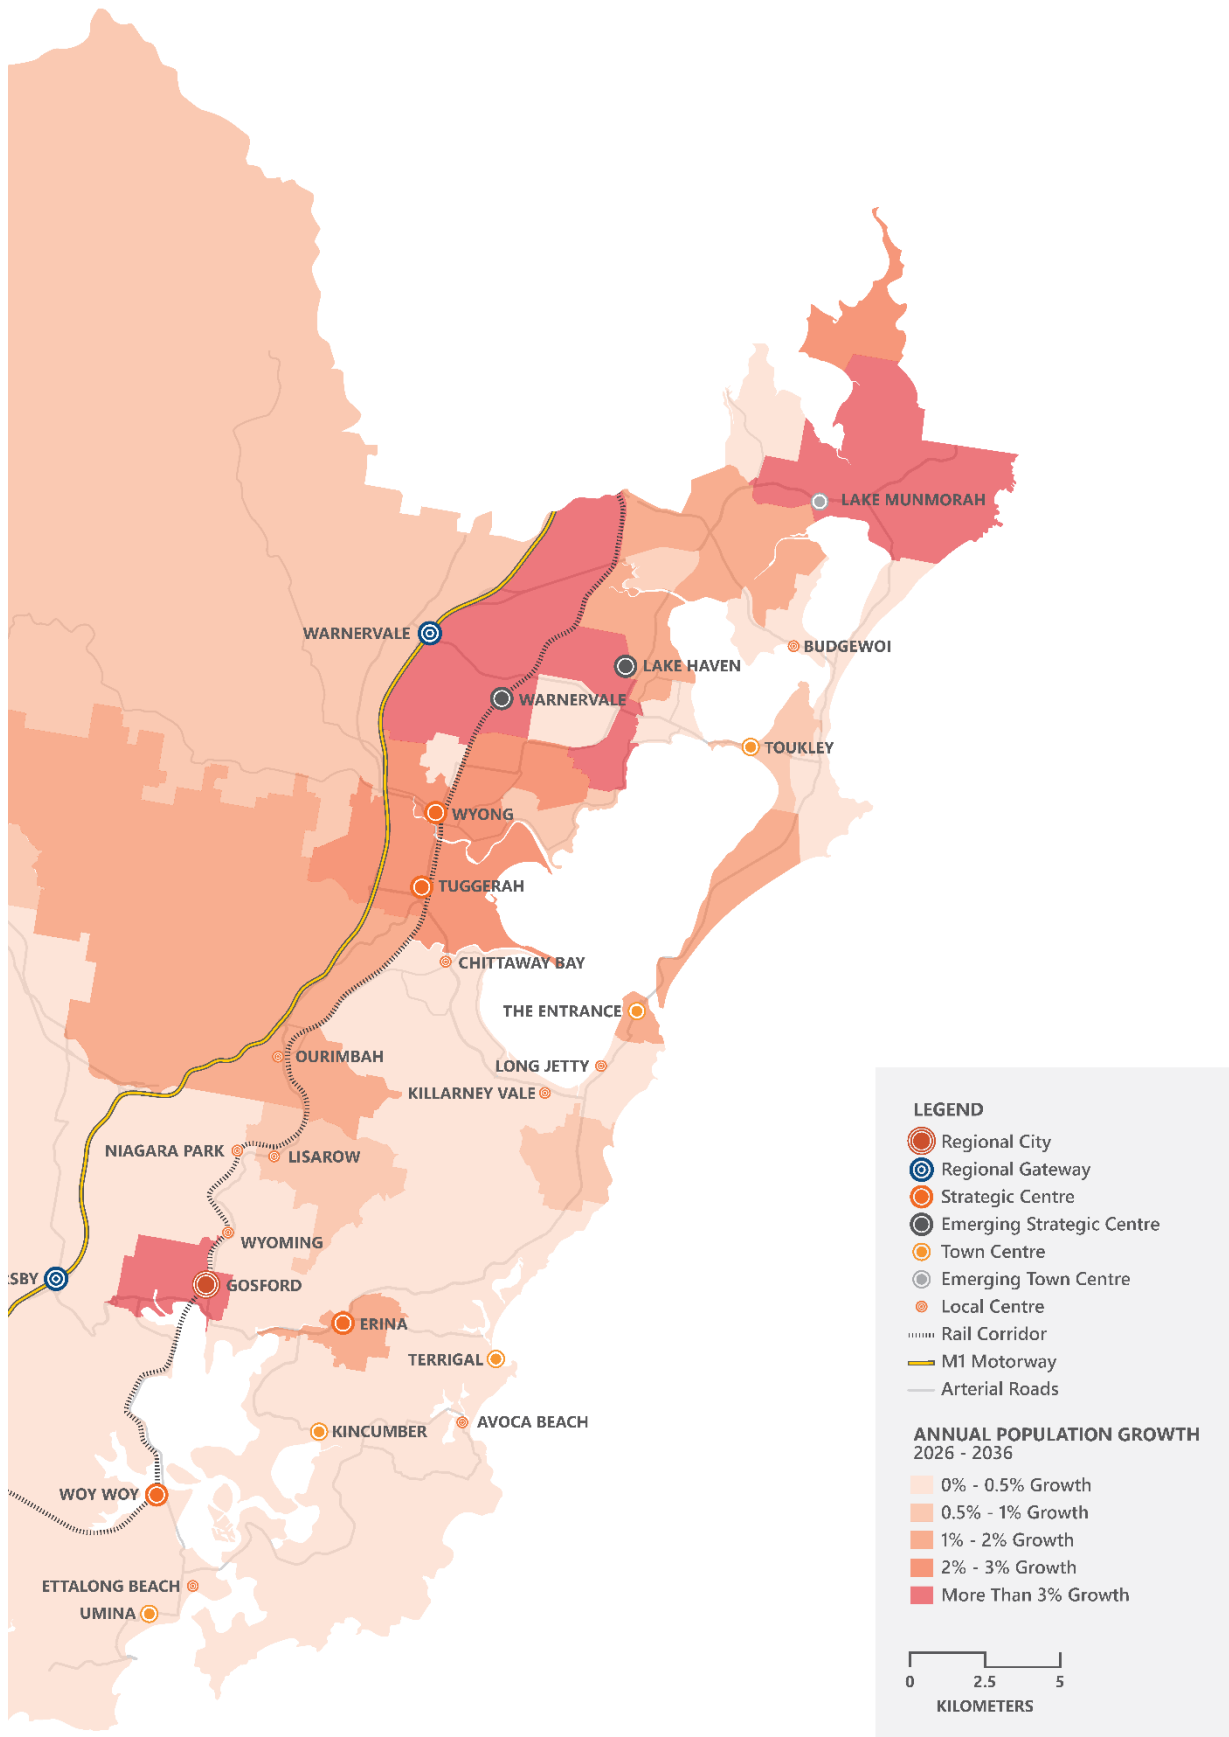 LAKE MUNMORAH
WARNERVALE
BUDGEWOI
LAKE HAVEN
WARNERVALE
TOUKLEY
WYONG
TUGGERAH
CHITTAWAY BAY
THE ENTRANCE
OURIMBAH
LONG JETTY
KILLARNEY VALE
NIAGARA PARK
LISAROW
WYOMING
SBY
GOSFORD
ERINA
TERRIGAL
AVOCA BEACH
KINCUMBER
WOY WOY
ETTALONG BEACH
UMINA
LEGEND
Regional City
Regional Gateway
Strategic Centre
Emerging Strategic Centre
Town Centre
Emerging Town Centre
Local Centre
Rail Corridor
M1 Motorway
Arterial Roads
ANNUAL POPULATION GROWTH
2026 - 2036
0% - 0.5% Growth
0.5% - 1% Growth
1% - 2% Growth
2% - 3% Growth
More Than 3% Growth
0 2.5 5
KILOMETERS